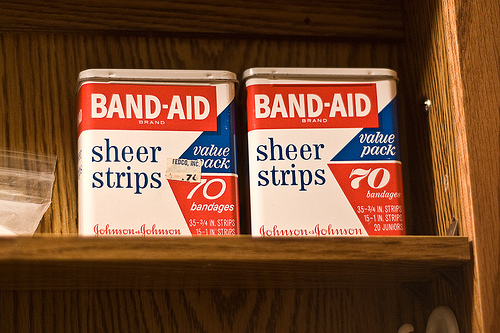 BAND-AID
BRAND
sheer
strips
value
pack
FEDCO, INC.
70
bandages
35-3/4 IN. STRIPS
15-1 IN. STRIPS
Johnson & Johnson
BAND-AID
BRAND
sheer
strips
value
pack
70
bandages
35-3/4 IN. STRIPS
15-1 IN. STRIPS
20 JUNIORS
Johnson & Johnson